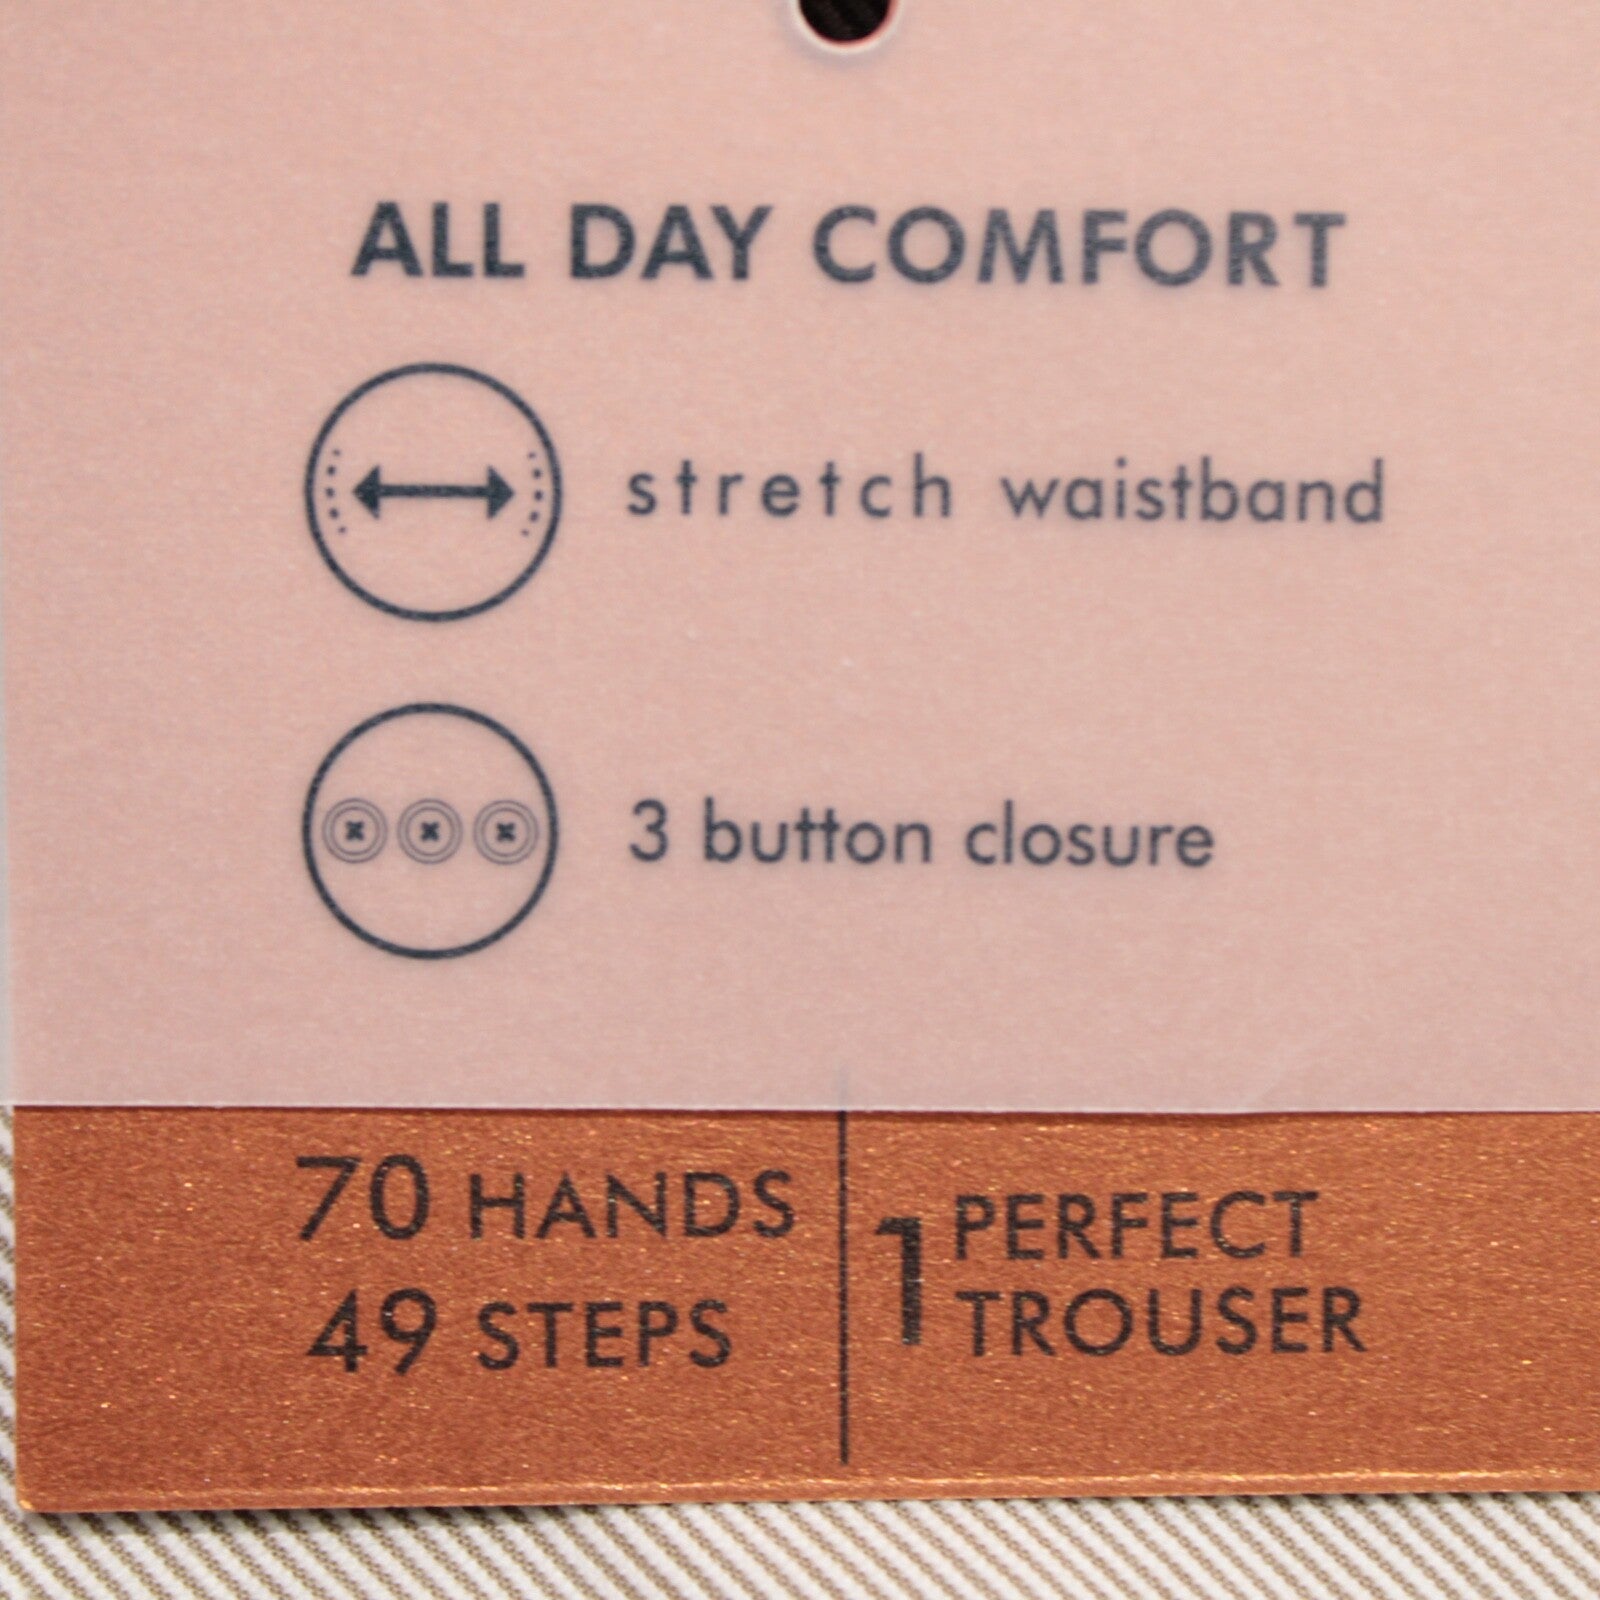 ALL DAY COMFORT
stretch waistband
3 button closure
70 HANDS
49 STEPS
1 PERFECT
TROUSER